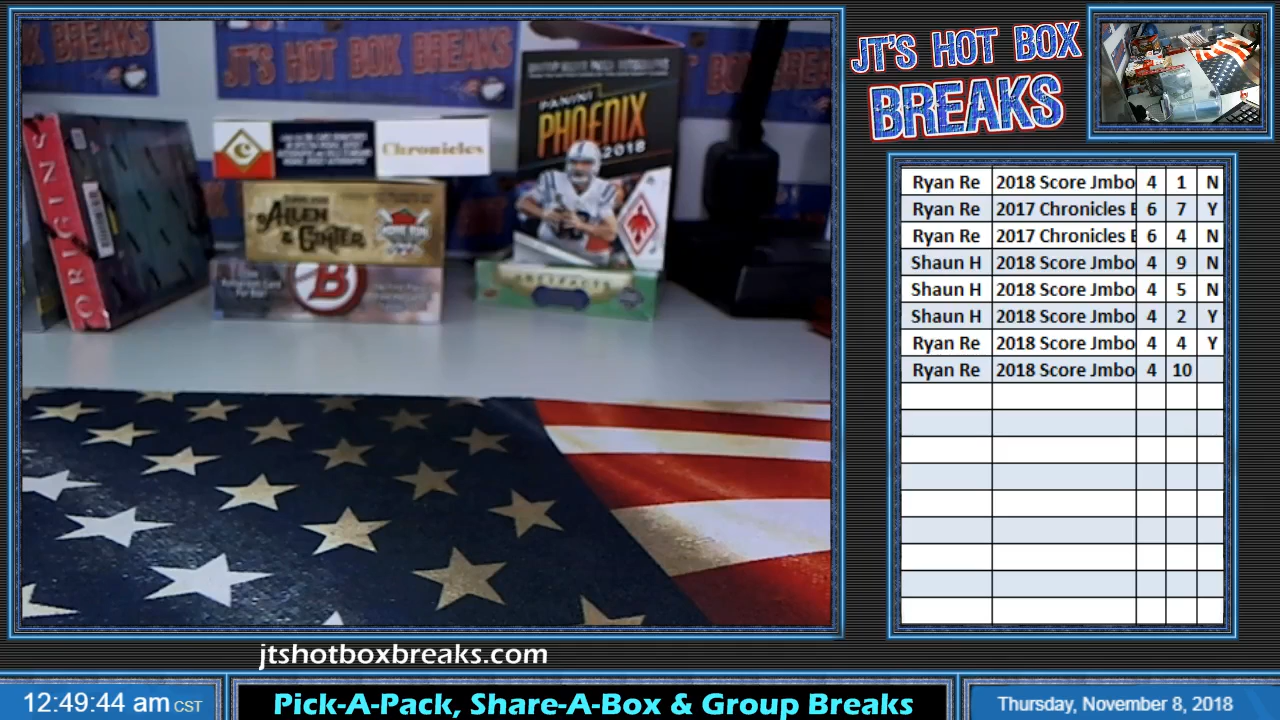 JT'S HOT BOX BREAKS
JT'S HOT BOX
BREAKS
PANINI
PHOENIX
2018
Chronicles
ORIGINS
ALLEN
& GINTER
B
ARTIFACTS
Ryan Re 2018 Score Jmbo 4 1 N
Ryan Re 2017 Chronicles E 6 7 Y
Ryan Re 2017 Chronicles E 6 4 N
Shaun H 2018 Score Jmbo 4 9 N
Shaun H 2018 Score Jmbo 4 5 N
Shaun H 2018 Score Jmbo 4 2 Y
Ryan Re 2018 Score Jmbo 4 4 Y
Ryan Re 2018 Score Jmbo 4 10
jtshotboxbreaks.com
12:49:44 am CST
Pick-A-Pack, Share-A-Box & Group Breaks
Thursday, November 8, 2018